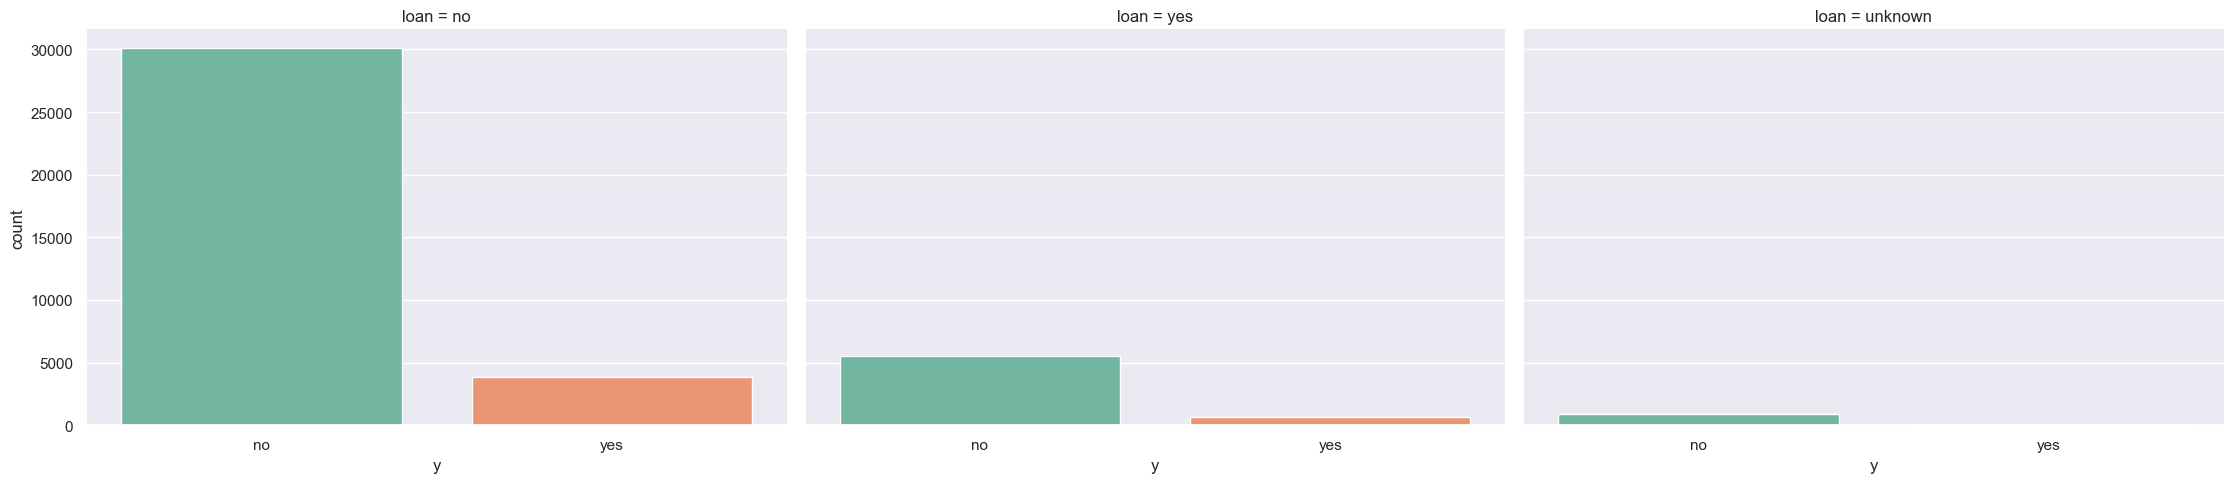 loan = no
loan = yes
loan = unknown
30000
25000
20000
15000
10000
5000
0
count
no
yes
no
yes
no
yes
y
y
y